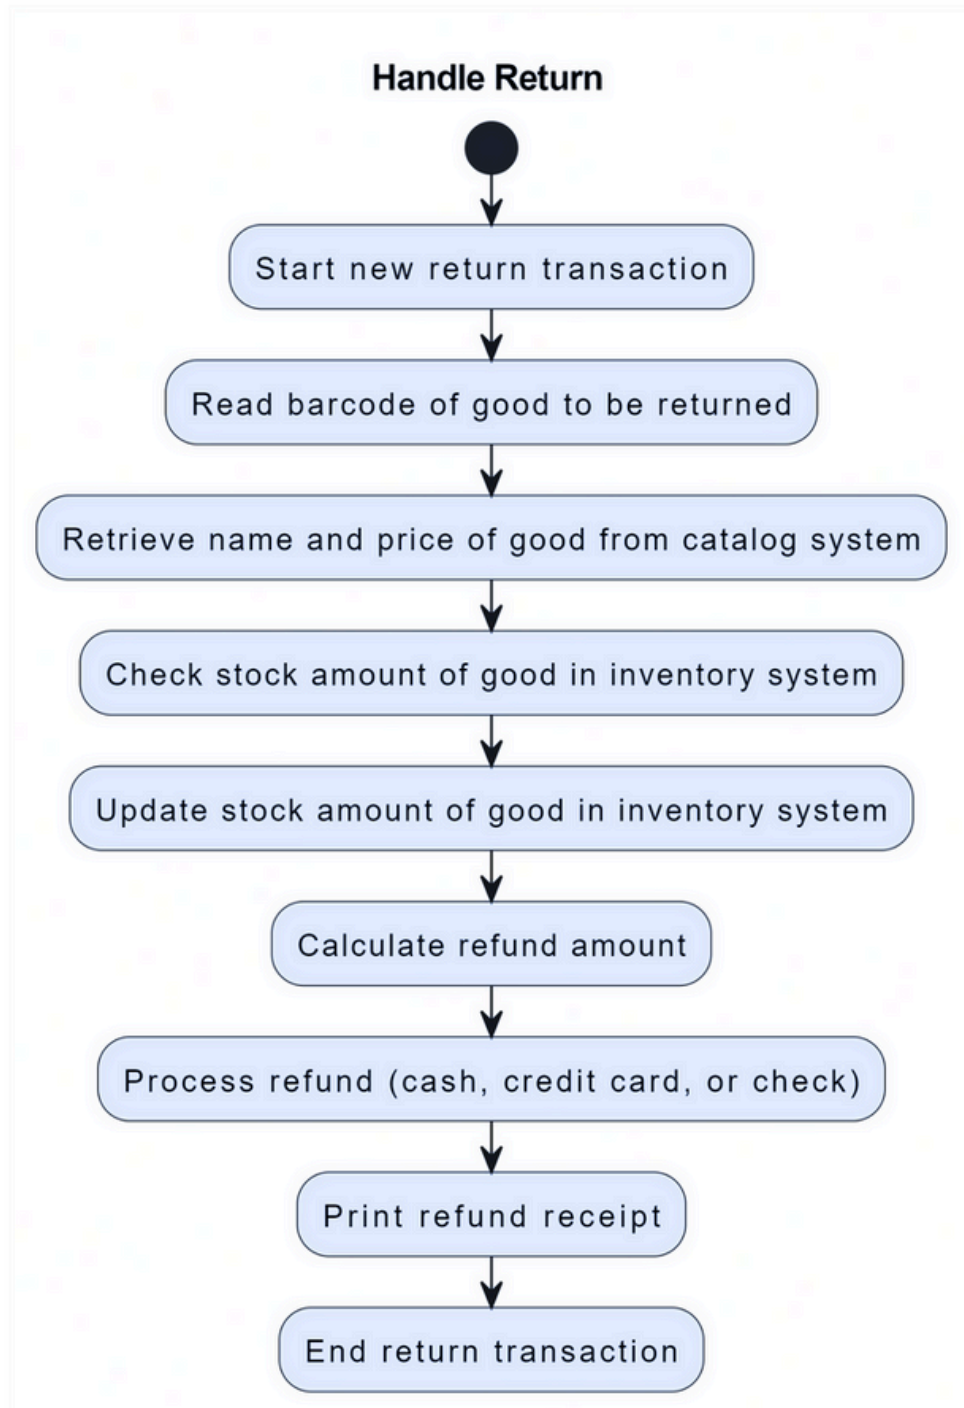 Handle Return
Start new return transaction
Read barcode of good to be returned
Retrieve name and price of good from catalog system
Check stock amount of good in inventory system
Update stock amount of good in inventory system
Calculate refund amount
Process refund (cash, credit card, or check)
Print refund receipt
End return transaction